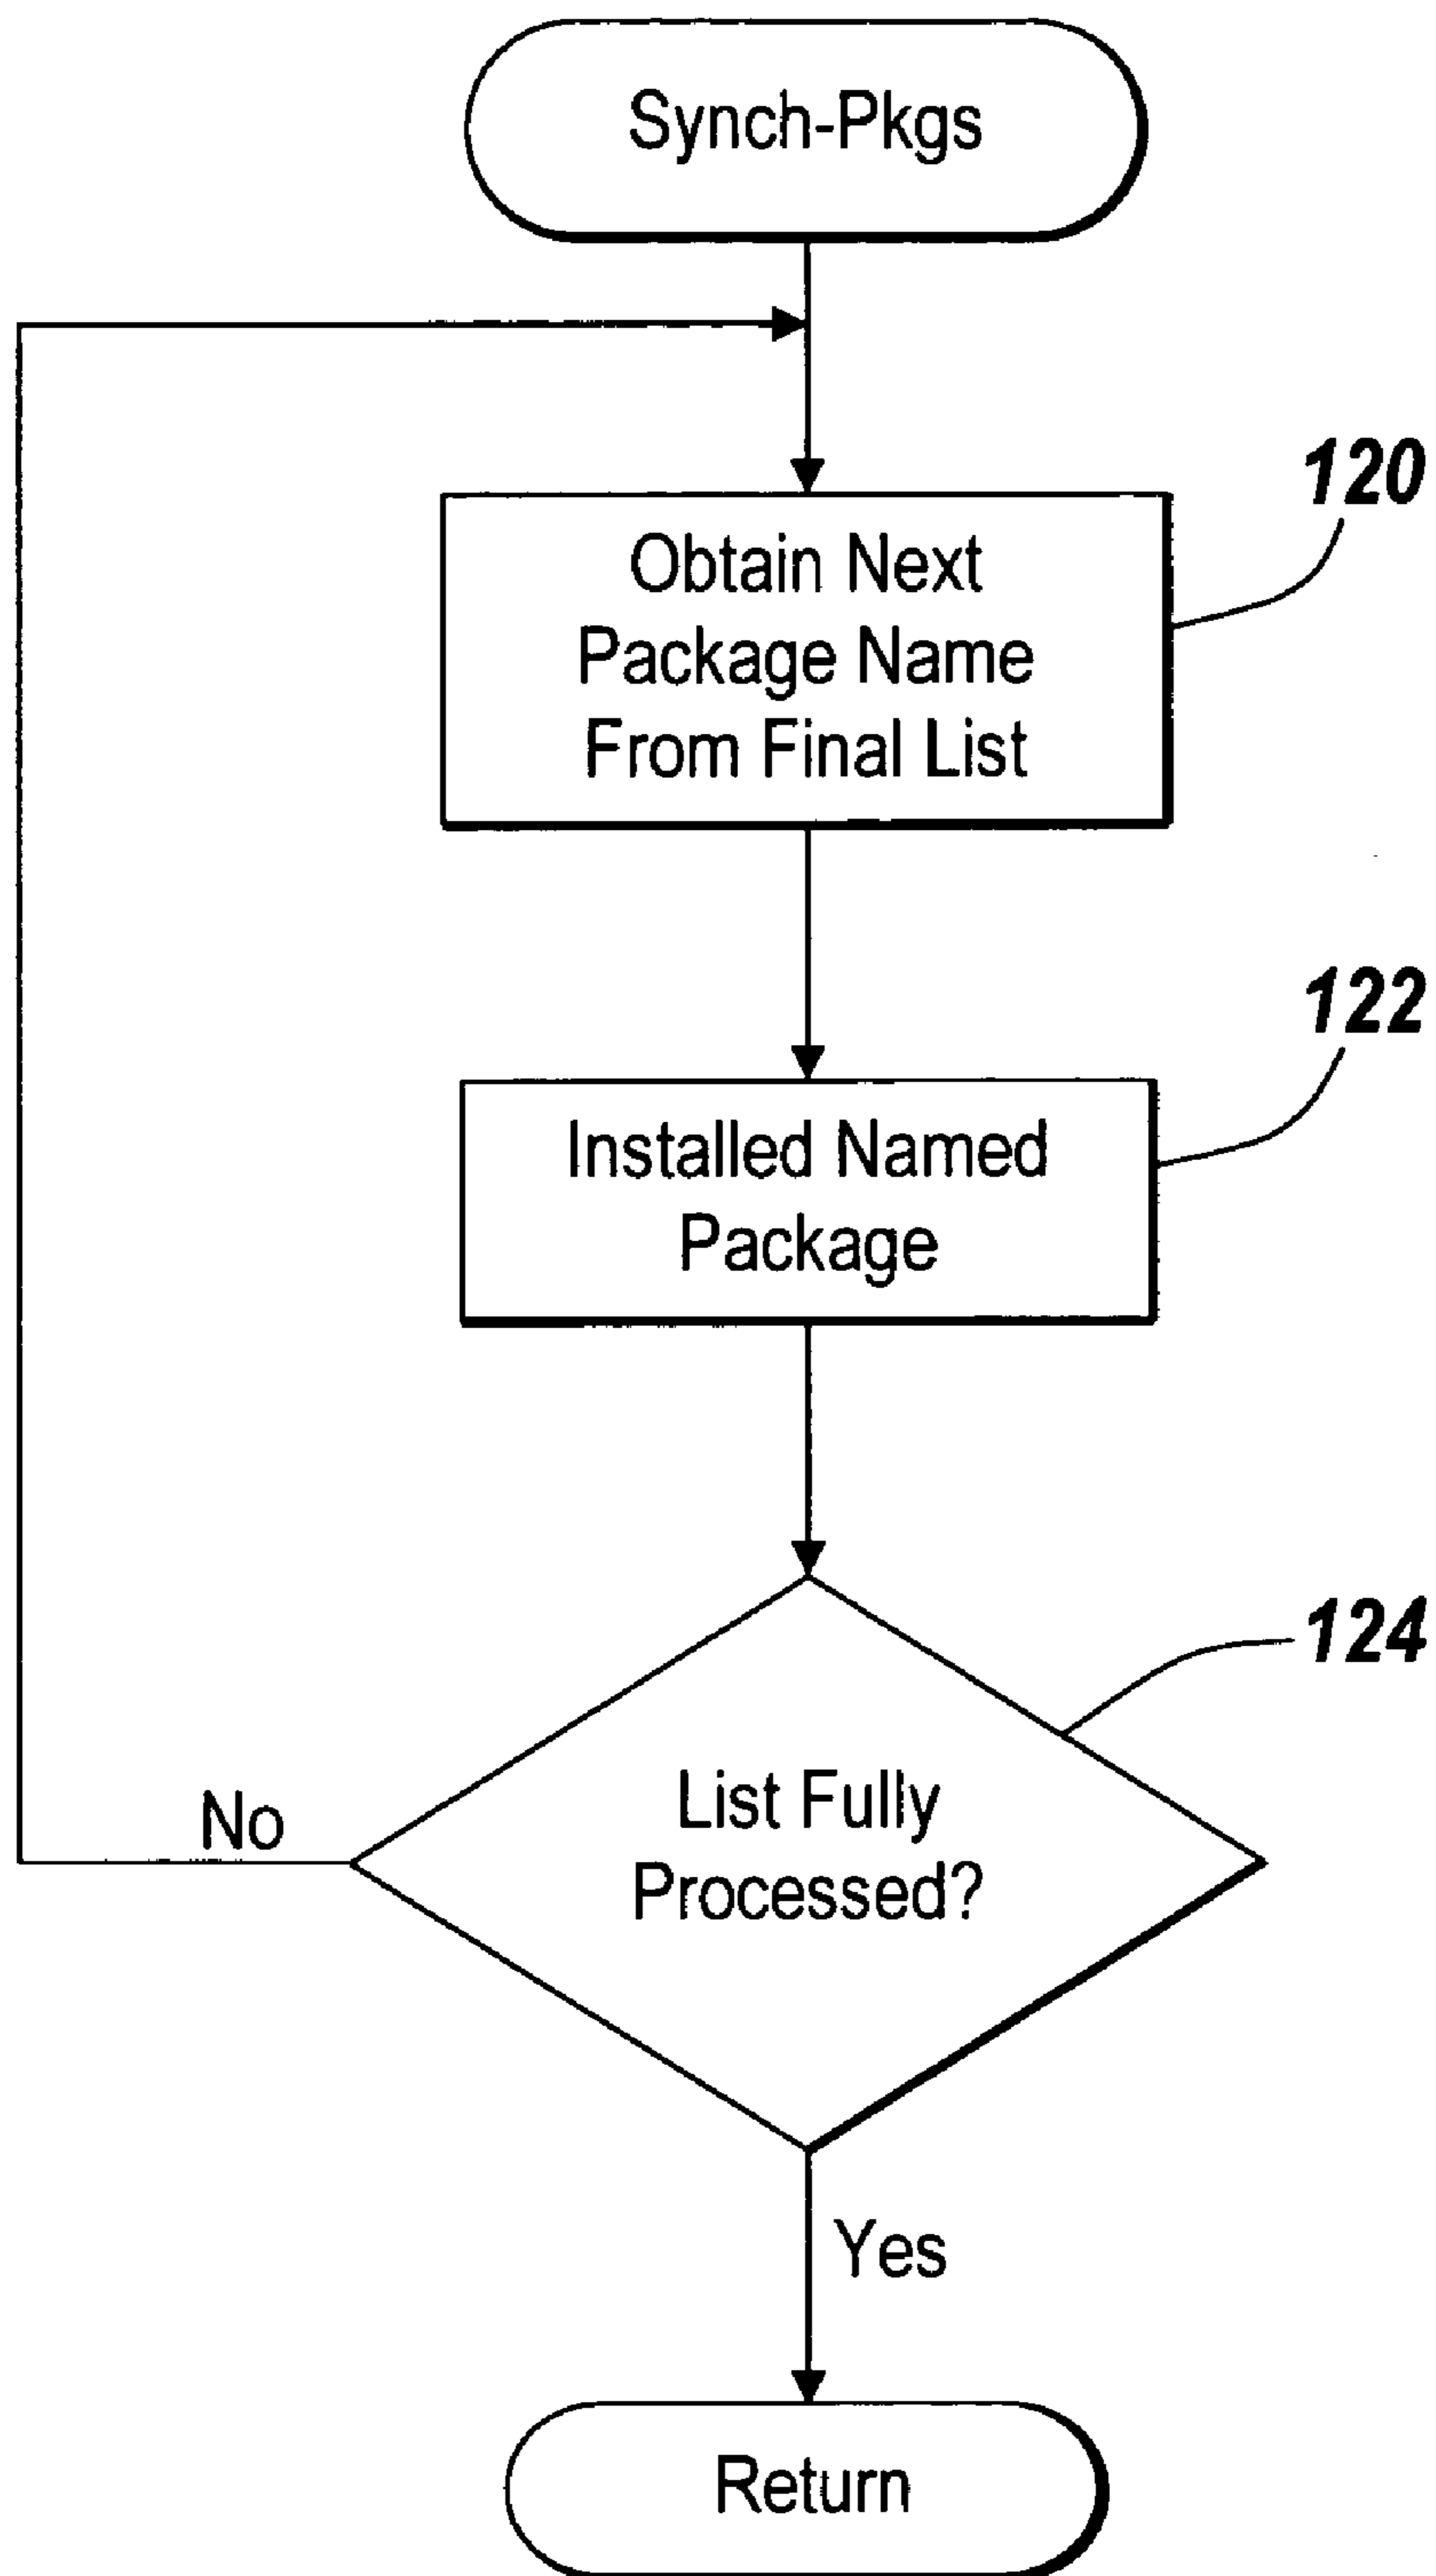 Synch-Pkgs
120
Obtain Next
Package Name
From Final List
122
Installed Named
Package
124
List Fully
Processed?
No
Yes
Return